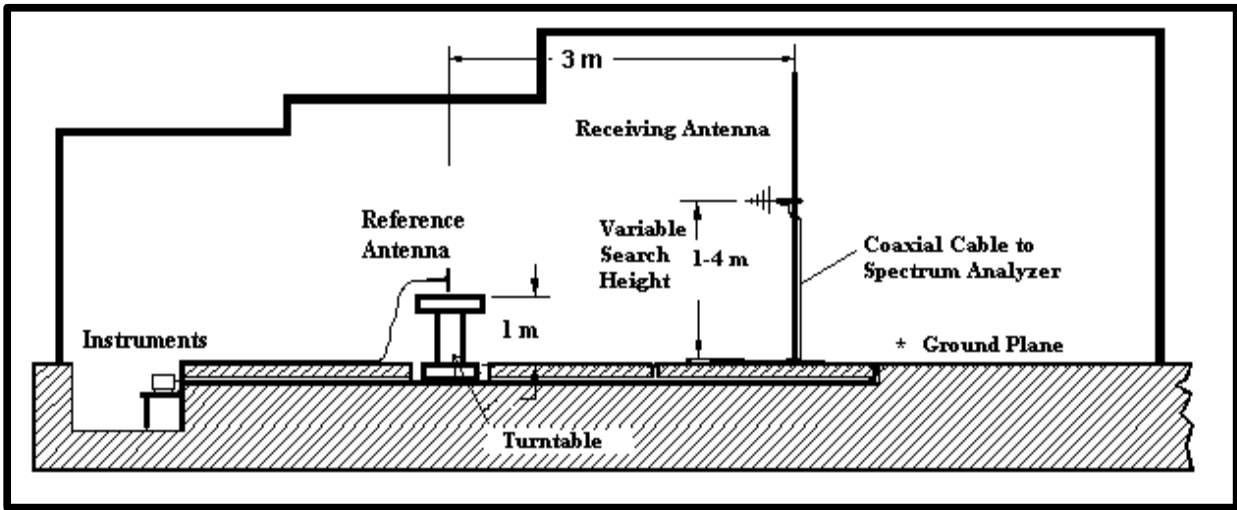 3 m
Receiving Antenna
Reference
Antenna
Variable
Search
Height
1-4 m
Coaxial Cable to
Spectrum Analyzer
1 m
Instruments
* Ground Plane
Turntable